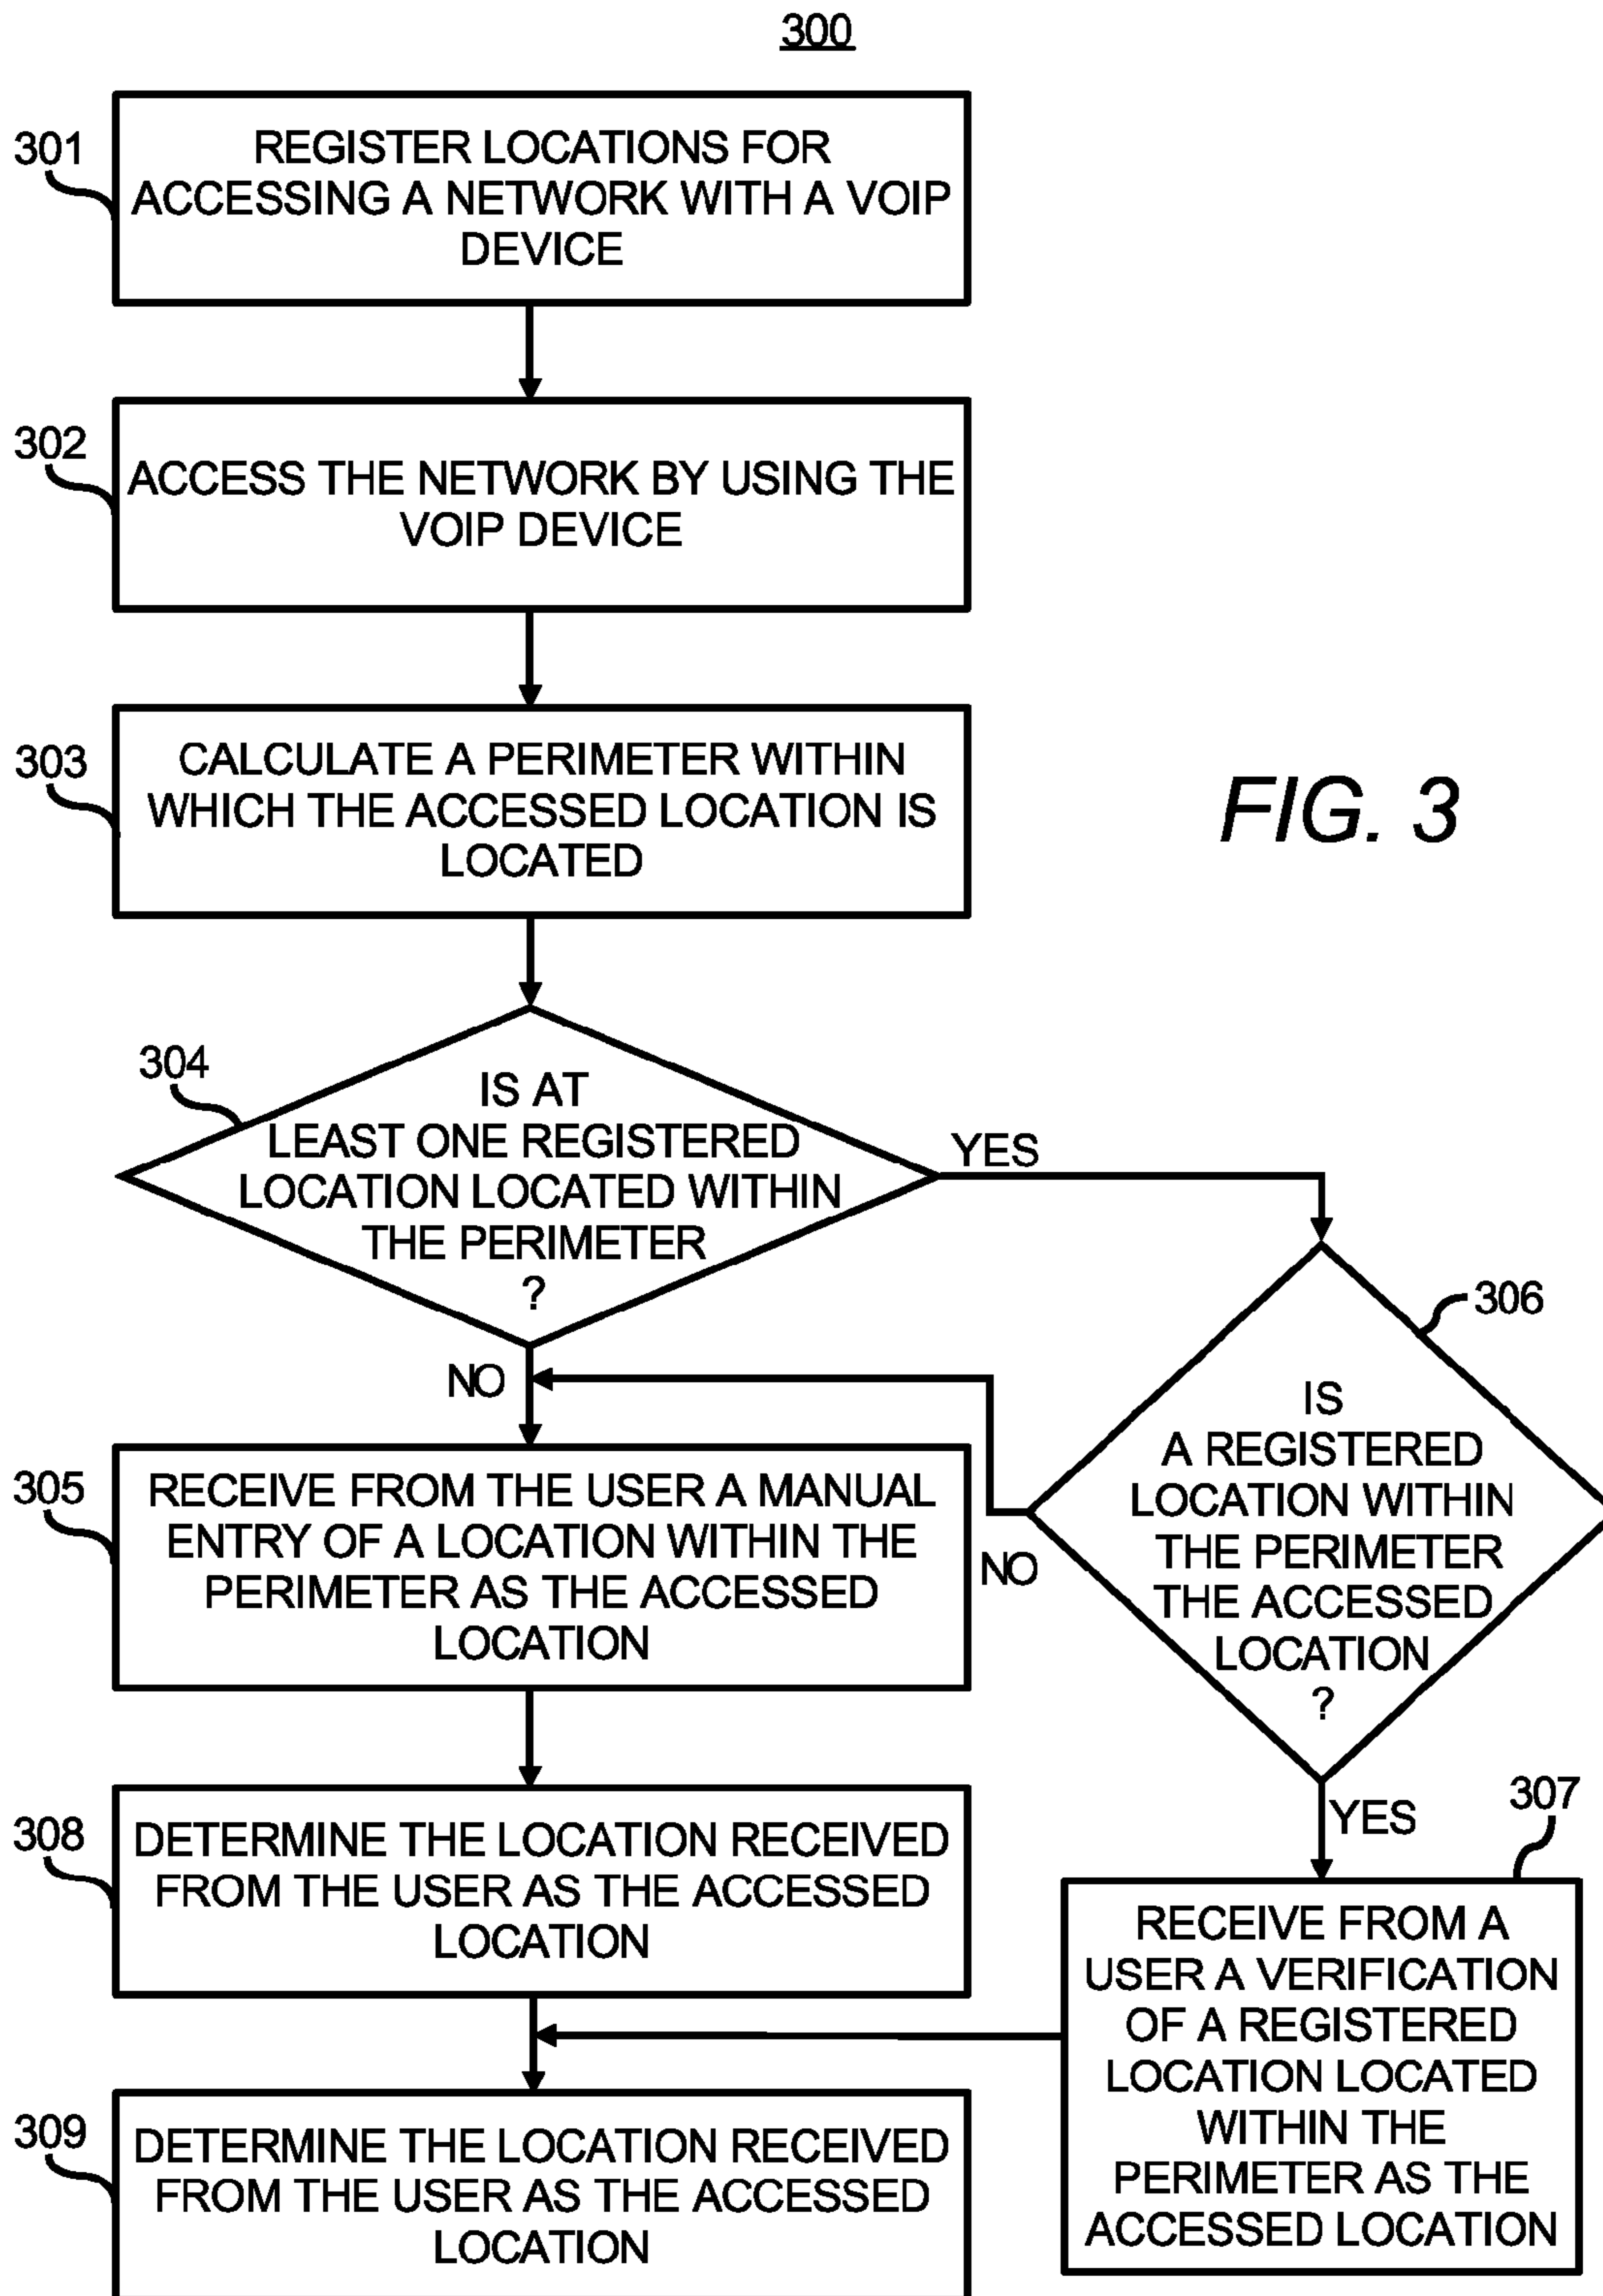 300
301
REGISTER LOCATIONS FOR
ACCESSING A NETWORK WITH A VOIP
DEVICE
302
ACCESS THE NETWORK BY USING THE
VOIP DEVICE
303
CALCULATE A PERIMETER WITHIN
WHICH THE ACCESSED LOCATION IS
LOCATED
FIG. 3
304
IS AT
LEAST ONE REGISTERED
LOCATION LOCATED WITHIN
THE PERIMETER
?
YES
NO
306
IS
A REGISTERED
LOCATION WITHIN
THE PERIMETER
THE ACCESSED
LOCATION
?
NO
YES
305
RECEIVE FROM THE USER A MANUAL
ENTRY OF A LOCATION WITHIN THE
PERIMETER AS THE ACCESSED
LOCATION
308
DETERMINE THE LOCATION RECEIVED
FROM THE USER AS THE ACCESSED
LOCATION
307
RECEIVE FROM A
USER A VERIFICATION
OF A REGISTERED
LOCATION LOCATED
WITHIN THE
PERIMETER AS THE
ACCESSED LOCATION
309
DETERMINE THE LOCATION RECEIVED
FROM THE USER AS THE ACCESSED
LOCATION